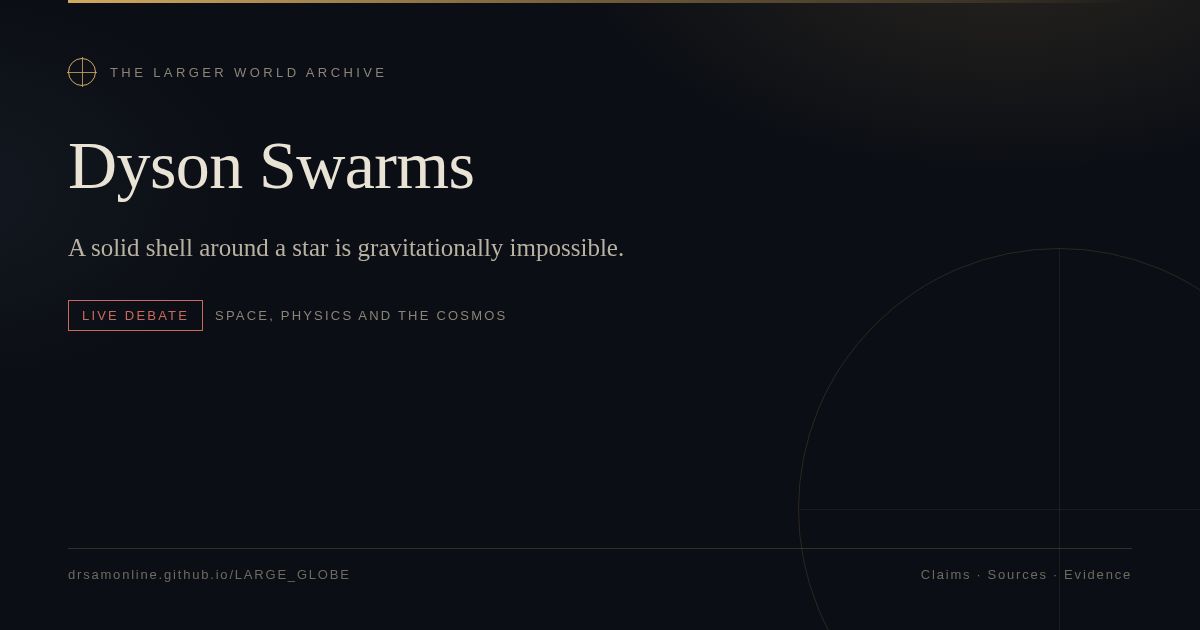 THE LARGER WORLD ARCHIVE
Dyson Swarms
A solid shell around a star is gravitationally impossible.
LIVE DEBATE SPACE, PHYSICS AND THE COSMOS
drsamonline.github.io/LARGE_GLOBE Claims · Sources · Evidence